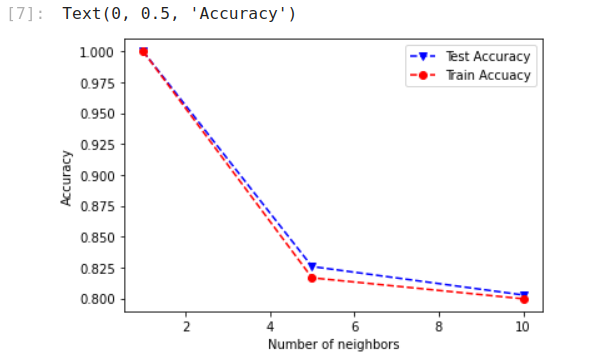 [7]: Text(0, 0.5, 'Accuracy')
1.000
0.975
0.950
0.925
0.900
0.875
0.850
0.825
0.800
Accuracy
Test Accuracy
Train Accuacy
2 4 6 8 10
Number of neighbors